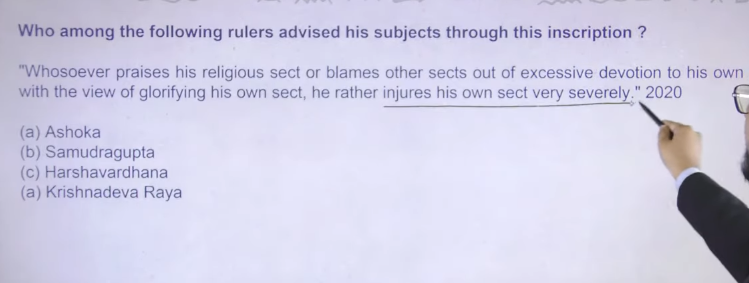 Who among the following rulers advised his subjects through this inscription ?
"Whosoever praises his religious sect or blames other sects out of excessive devotion to his own
with the view of glorifying his own sect, he rather injures his own sect very severely." 2020
(a) Ashoka
(b) Samudragupta
(c) Harshavardhana
(a) Krishnadeva Raya